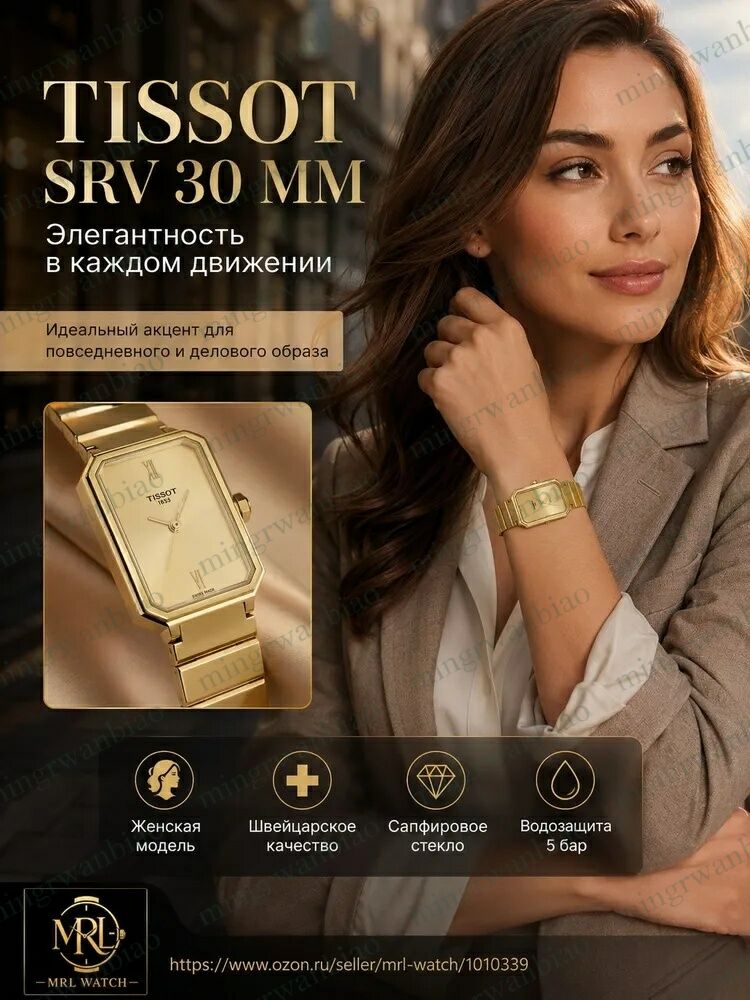 TISSOT
SRV 30 MM
Элегантность
в каждом движении
Идеальный акцент для
повседневного и делового образа
VI
TISSOT
1853
VI
SWISS MADE
Женская
модель
Швейцарское
качество
Сапфировое
стекло
Водозащита
5 бар
MRL
MRL WATCH
https://www.ozon.ru/seller/mrl-watch/1010339
mingrwanbiao